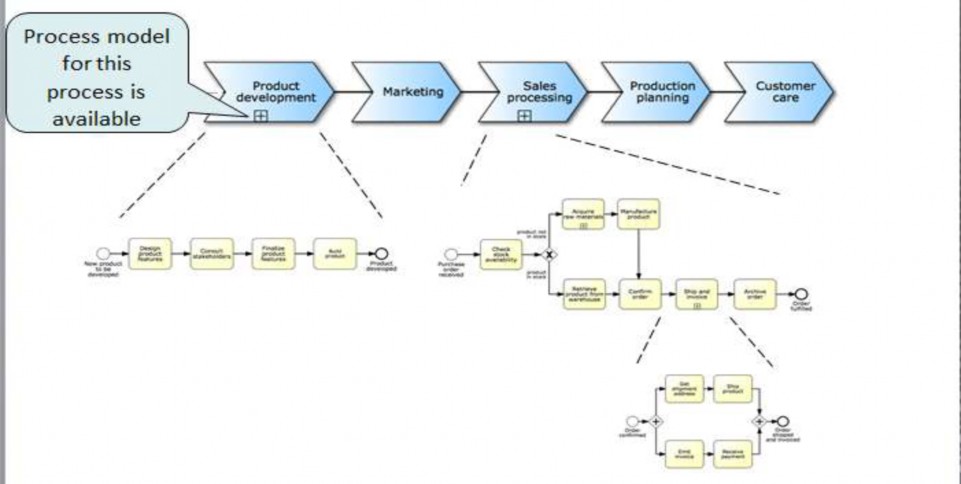 Process model
for this
process is
available
Product
development
Marketing
Sales
processing
Production
planning
Customer
care
New product
to be
developed
Design
product
features
Consult
stakeholders
Finalize
product
features
Build
product
Product
developed
Purchase
order
received
Check
stock
availability
product not
in stock
product
in stock
Acquire
raw materials
Manufacture
product
Retrieve
product from
warehouse
Confirm
order
Ship and
invoice
Archive
order
Order
fulfilled
Order
confirmed
Get
shipment
address
Ship
product
Emit
invoice
Receive
payment
Order
shipped
and invoiced